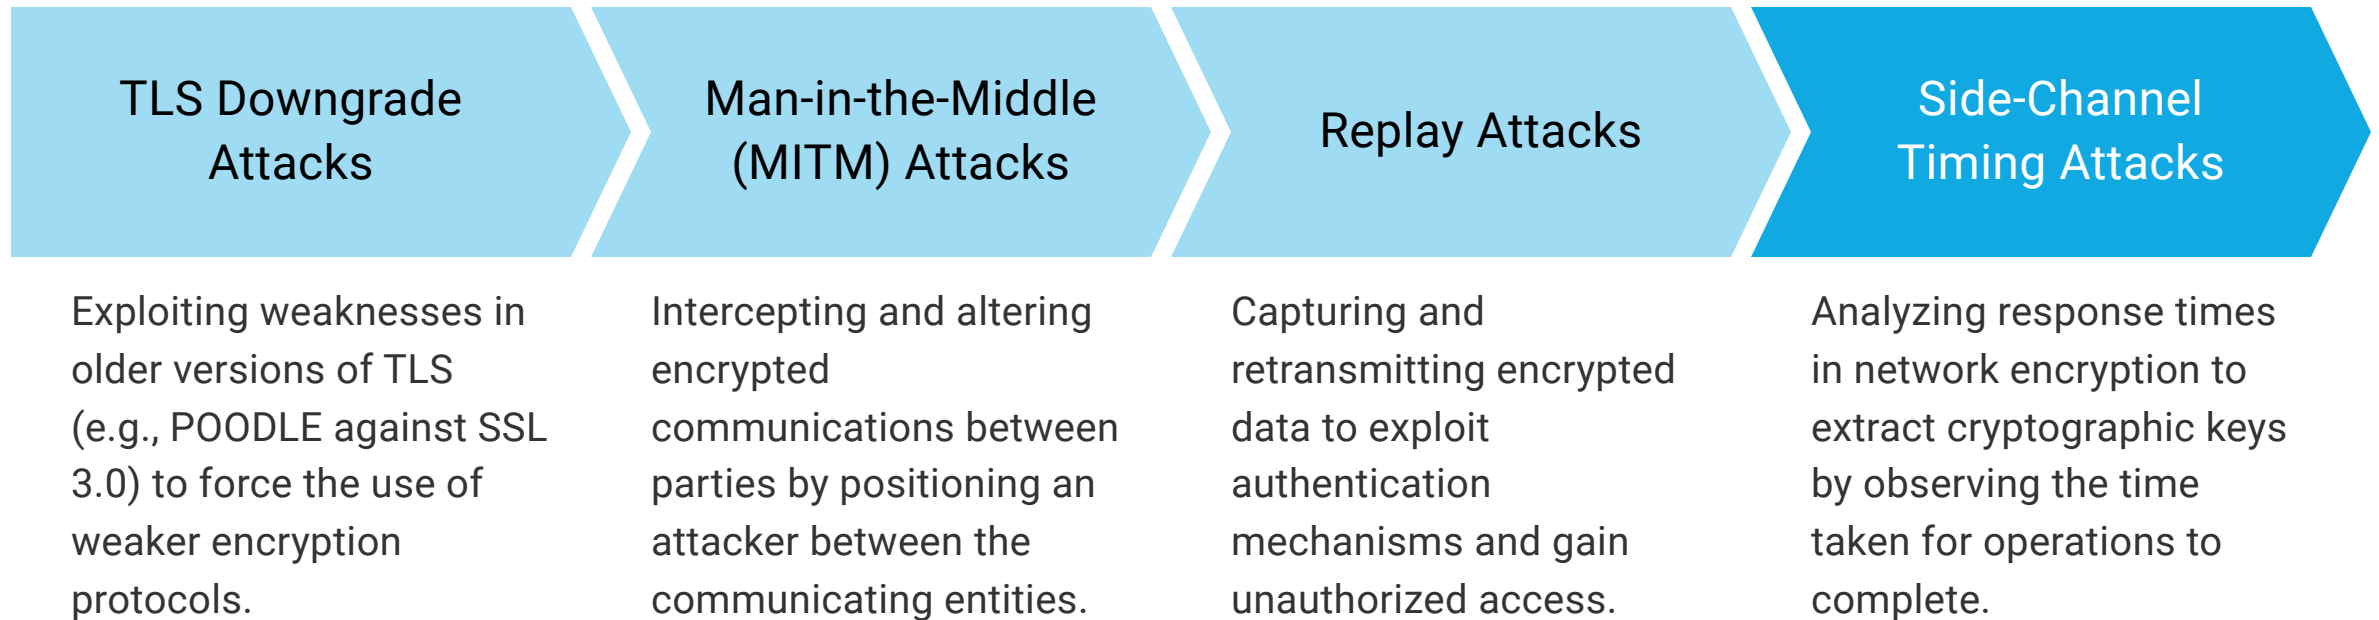 TLS Downgrade
Attacks
Exploiting weaknesses in
older versions of TLS
(e.g., POODLE against SSL
3.0) to force the use of
weaker encryption
protocols.
Man-in-the-Middle
(MITM) Attacks
Intercepting and altering
encrypted
communications between
parties by positioning an
attacker between the
communicating entities.
Replay Attacks
Capturing and
retransmitting encrypted
data to exploit
authentication
mechanisms and gain
unauthorized access.
Side-Channel
Timing Attacks
Analyzing response times
in network encryption to
extract cryptographic keys
by observing the time
taken for operations to
complete.